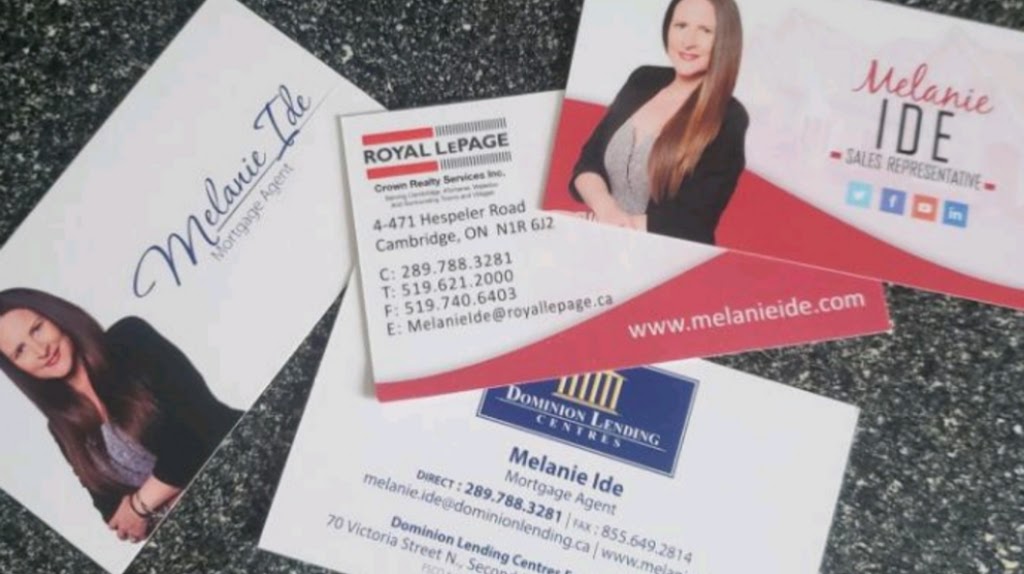 Melanie Ide
Mortgage Agent
ROYAL LEPAGE
Crown Realty Services Inc.
4-471 Hespeler Road
Cambridge, ON N1R 6J2
C: 289.788.3281
T: 519.621.2000
F: 519.740.6403
E: MelanieIde@royallepage.ca
www.melanieide.com
Melanie
IDE
SALES REPRESENTATIVE
DOMINION LENDING
CENTRES
Melanie Ide
Mortgage Agent
DIRECT: 289.788.3281 | FAX: 855.649.2814
melanie.ide@dominionlending.ca | www.melani
Dominion Lending Centres
70 Victoria Street N., Second